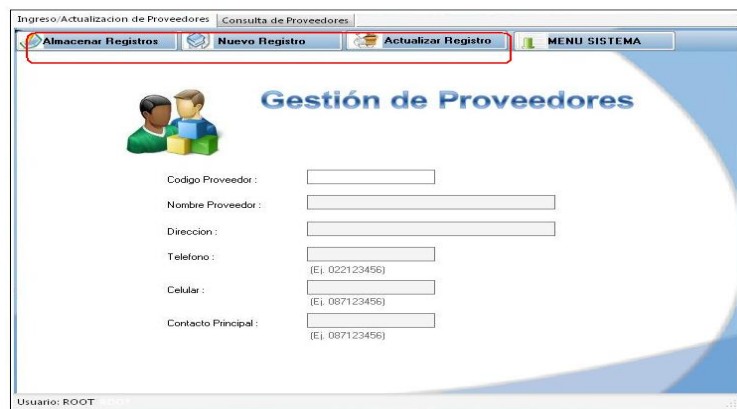 Ingreso/Actualizacion de Proveedores Consulta de Proveedores
Almacenar Registros Nuevo Registro Actualizar Registro MENU SISTEMA
Gestión de Proveedores
Codigo Proveedor :
Nombre Proveedor :
Direccion :
Telefono :
(Ej. 022123456)
Celular :
(Ej. 087123456)
Contacto Principal :
(Ej. 087123456)
Usuario: ROOT